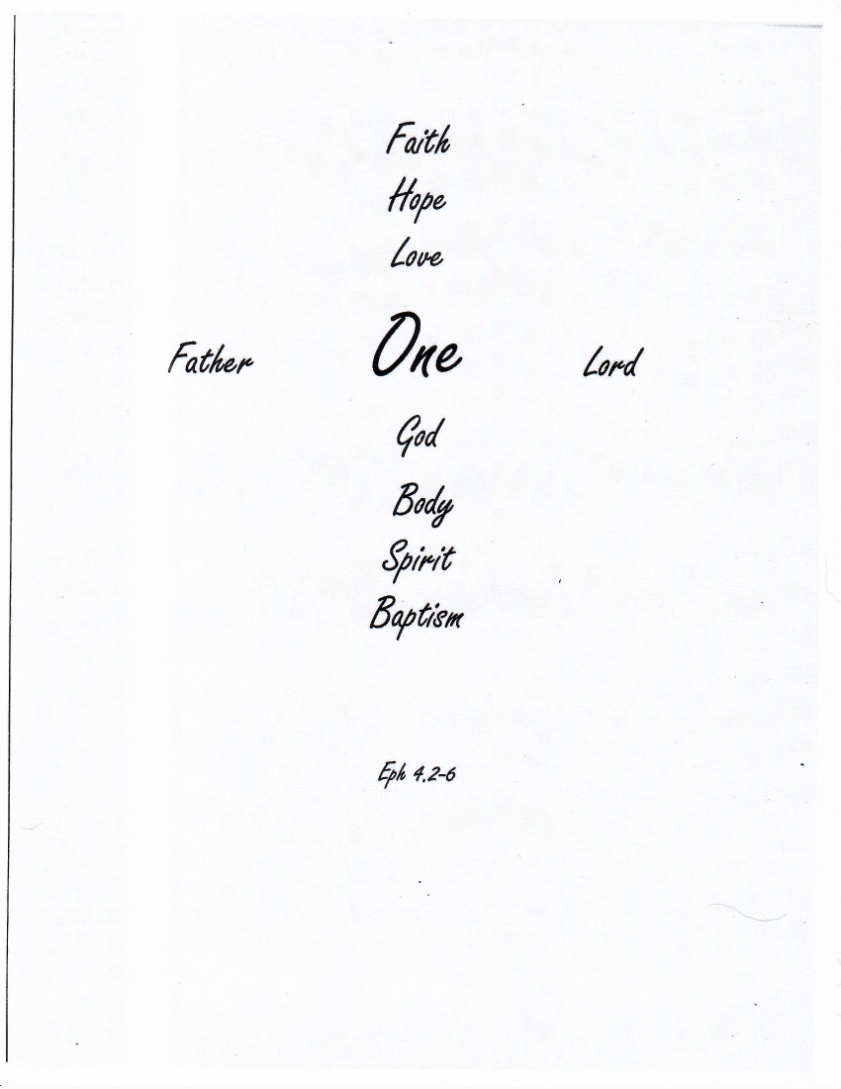 Faith
Hope
Love
Father One Lord
God
Body
Spirit
Baptism
Eph 4.2-6